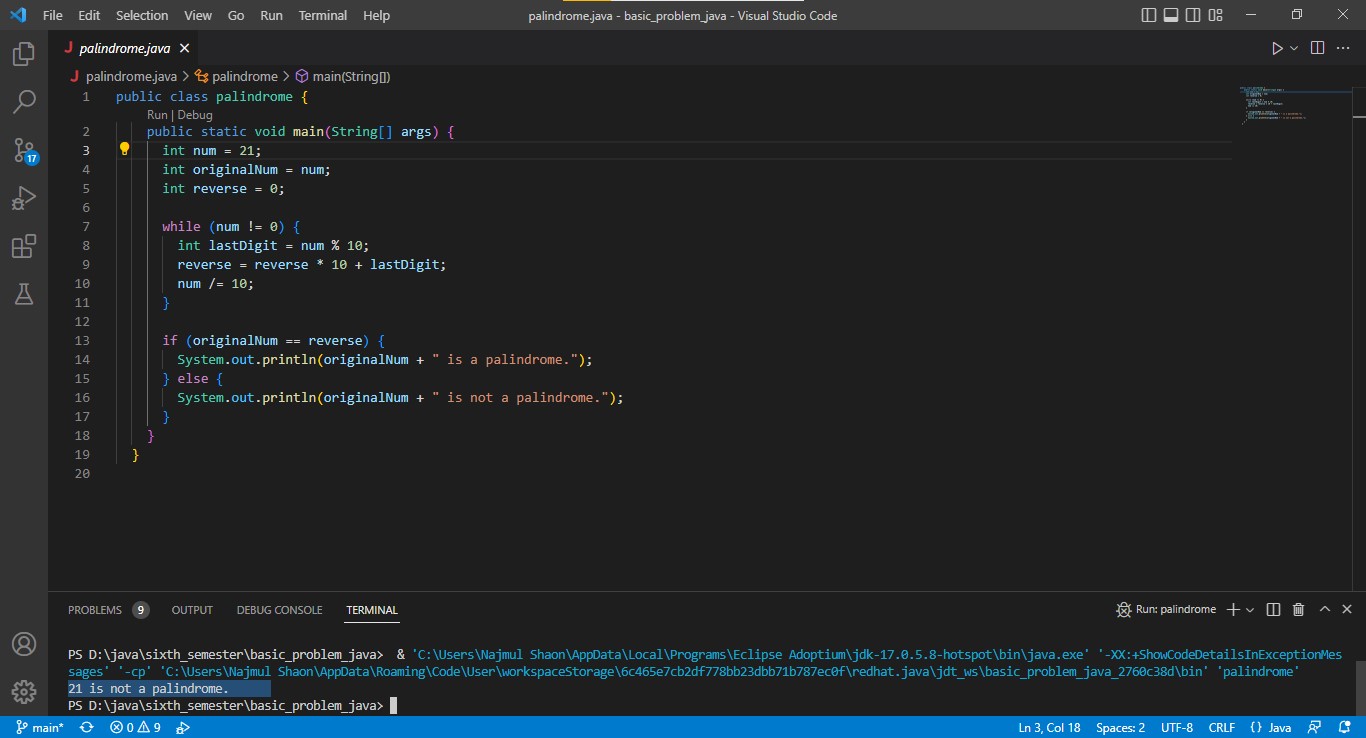 File Edit Selection View Go Run Terminal Help palindrome.java - basic_problem_java - Visual Studio Code
J palindrome.java
J palindrome.java > palindrome > main(String[])
1 public class palindrome {
Run | Debug
2 public static void main(String[] args) {
3 int num = 21;
4 int originalNum = num;
5 int reverse = 0;
6
7 while (num != 0) {
8 int lastDigit = num % 10;
9 reverse = reverse * 10 + lastDigit;
10 num /= 10;
11 }
12
13 if (originalNum == reverse) {
14 System.out.println(originalNum + " is a palindrome.");
15 } else {
16 System.out.println(originalNum + " is not a palindrome.");
17 }
18 }
19 }
20
17
PROBLEMS 9 OUTPUT DEBUG CONSOLE TERMINAL Run: palindrome
PS D:\java\sixth_semester\basic_problem_java> & 'C:\Users\Najmul Shaon\AppData\Local\Programs\Eclipse Adoptium\jdk-17.0.5.8-hotspot\bin\java.exe' '-XX:+ShowCodeDetailsInExceptionMes
sages' '-cp' 'C:\Users\Najmul Shaon\AppData\Roaming\Code\User\workspaceStorage\6c465e7cb2df778bb23dbb71b787ec0f\redhat.java\jdt_ws\basic_problem_java_2760c38d\bin' 'palindrome'
21 is not a palindrome.
PS D:\java\sixth_semester\basic_problem_java>
main* 0 9 Ln 3, Col 18 Spaces: 2 UTF-8 CRLF {} Java